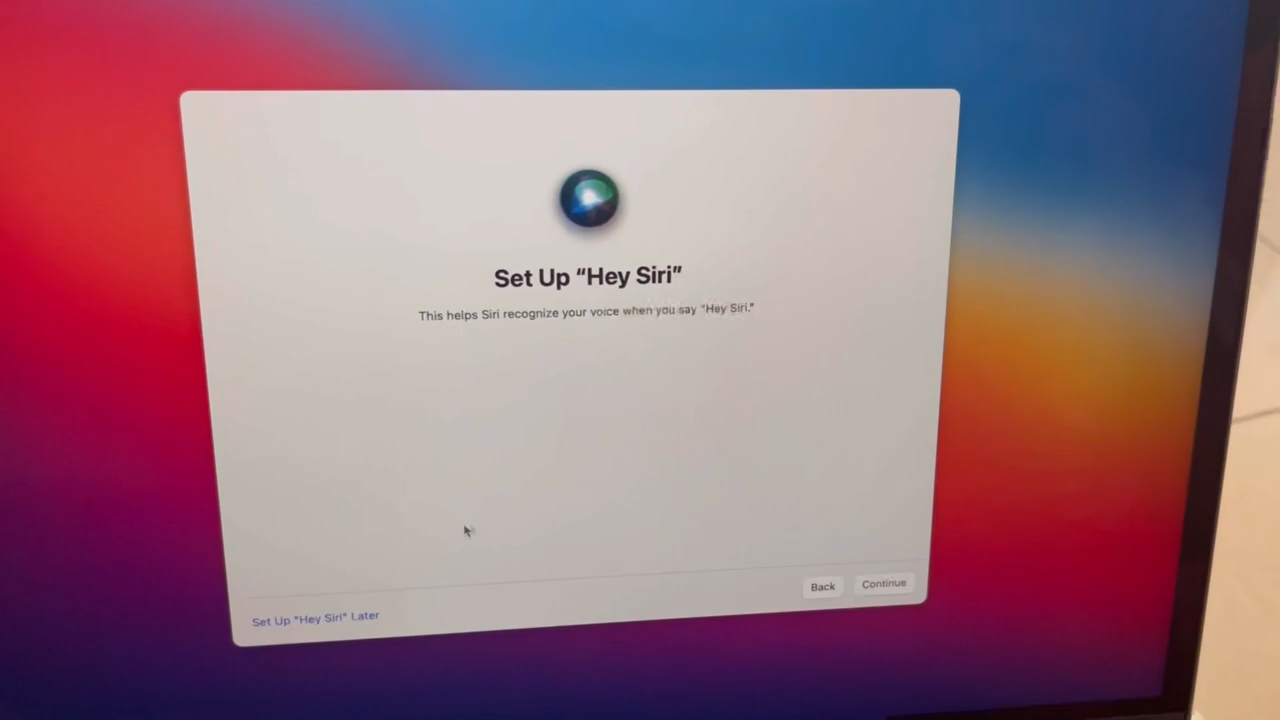 Set Up “Hey Siri”
This helps Siri recognize your voice when you say “Hey Siri.”
Back
Continue
Set Up "Hey Siri" Later